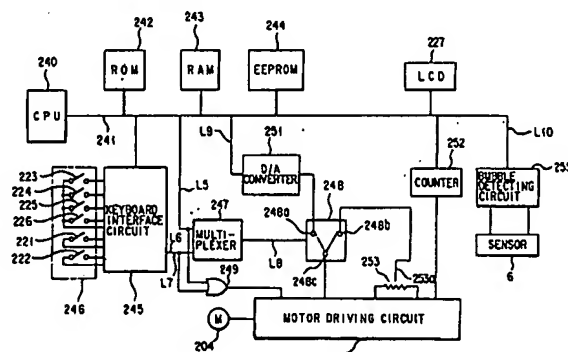 242
243
244
227
240
ROM
RAM
EEPROM
LCD
CPU
241
L9
251
L10
252
D/A CONVERTER
COUNTER
BUBBLE DETECTING CIRCUIT
223
224
225
226
221
222
KEYBOARD INTERFACE CIRCUIT
L5
247
248
248a
248b
248c
L6
L7
MULTI-PLEXER
L8
249
253
253a
SENSOR
6
246
245
M
204
MOTOR DRIVING CIRCUIT